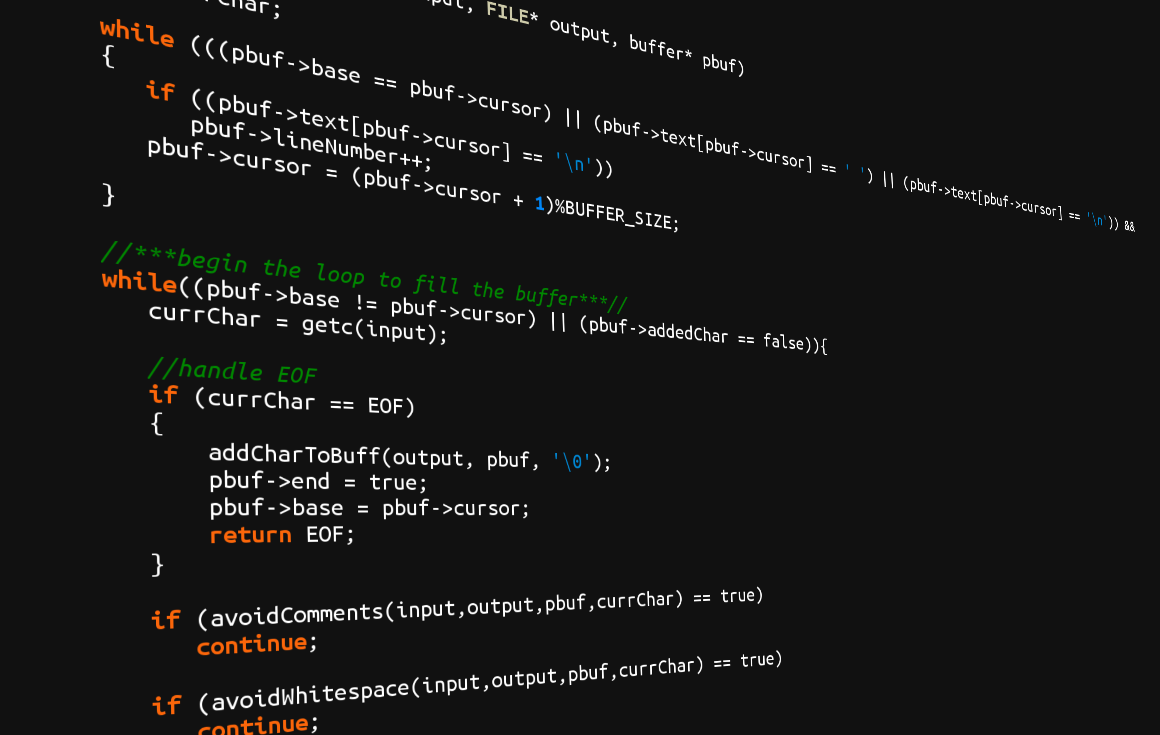 FILE* output, buffer* pbuf)
while (((pbuf->base == pbuf->cursor) || (pbuf->text[pbuf->cursor] == ' ') || (pbuf->text[pbuf->cursor] == '\n')) &&
{
if ((pbuf->text[pbuf->cursor] == '\n'))
pbuf->lineNumber++;
pbuf->cursor = (pbuf->cursor + 1)%BUFFER_SIZE;
}
//***begin the loop to fill the buffer***//
while((pbuf->base != pbuf->cursor) || (pbuf->addedChar == false)){
currChar = getc(input);
//handle EOF
if (currChar == EOF)
{
addCharToBuff(output, pbuf, '\0');
pbuf->end = true;
pbuf->base = pbuf->cursor;
return EOF;
}
if (avoidComments(input,output,pbuf,currChar) == true)
continue;
if (avoidWhitespace(input,output,pbuf,currChar) == true)
continue;